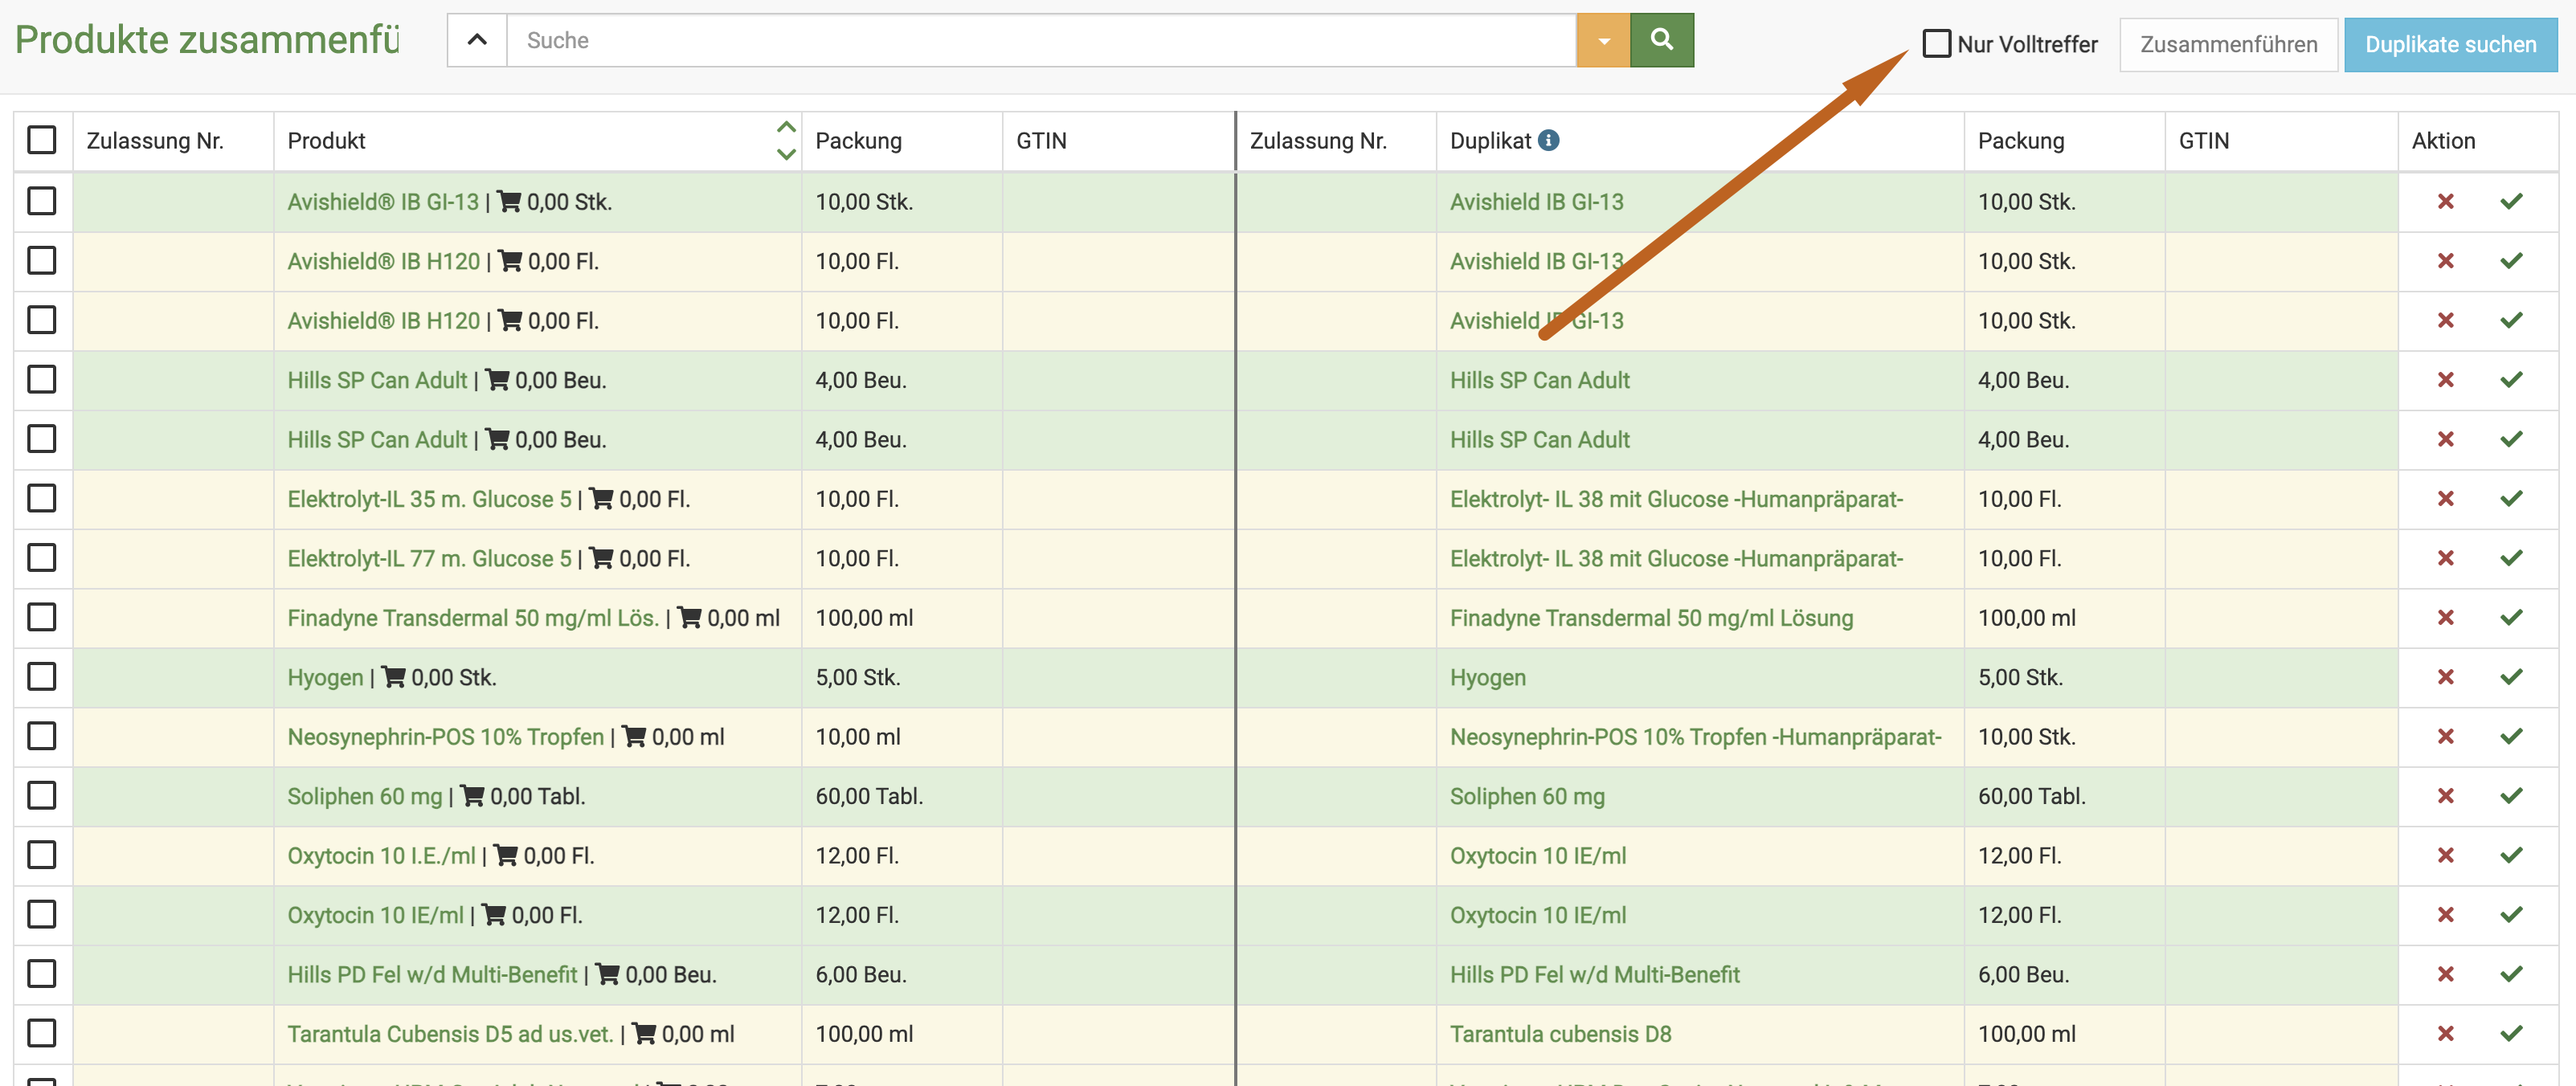 Produkte zusammenfü
Suche
Nur Volltreffer
Zusammenführen
Duplikate suchen
Zulassung Nr. Produkt Packung GTIN Zulassung Nr. Duplikat Packung GTIN Aktion
Avishield® IB GI-13 | 0,00 Stk. 10,00 Stk. Avishield IB GI-13 10,00 Stk.
Avishield® IB H120 | 0,00 Fl. 10,00 Fl. Avishield IB GI-13 10,00 Stk.
Avishield® IB H120 | 0,00 Fl. 10,00 Fl. Avishield IB GI-13 10,00 Stk.
Hills SP Can Adult | 0,00 Beu. 4,00 Beu. Hills SP Can Adult 4,00 Beu.
Hills SP Can Adult | 0,00 Beu. 4,00 Beu. Hills SP Can Adult 4,00 Beu.
Elektrolyt-IL 35 m. Glucose 5 | 0,00 Fl. 10,00 Fl. Elektrolyt- IL 38 mit Glucose -Humanpräparat- 10,00 Fl.
Elektrolyt-IL 77 m. Glucose 5 | 0,00 Fl. 10,00 Fl. Elektrolyt- IL 38 mit Glucose -Humanpräparat- 10,00 Fl.
Finadyne Transdermal 50 mg/ml Lös. | 0,00 ml 100,00 ml Finadyne Transdermal 50 mg/ml Lösung 100,00 ml
Hyogen | 0,00 Stk. 5,00 Stk. Hyogen 5,00 Stk.
Neosynephrin-POS 10% Tropfen | 0,00 ml 10,00 ml Neosynephrin-POS 10% Tropfen -Humanpräparat- 10,00 Stk.
Soliphen 60 mg | 0,00 Tabl. 60,00 Tabl. Soliphen 60 mg 60,00 Tabl.
Oxytocin 10 I.E./ml | 0,00 Fl. 12,00 Fl. Oxytocin 10 IE/ml 12,00 Fl.
Oxytocin 10 IE/ml | 0,00 Fl. 12,00 Fl. Oxytocin 10 IE/ml 12,00 Fl.
Hills PD Fel w/d Multi-Benefit | 0,00 Beu. 6,00 Beu. Hills PD Fel w/d Multi-Benefit 6,00 Beu.
Tarantula Cubensis D5 ad us.vet. | 0,00 ml 100,00 ml Tarantula cubensis D8 100,00 ml